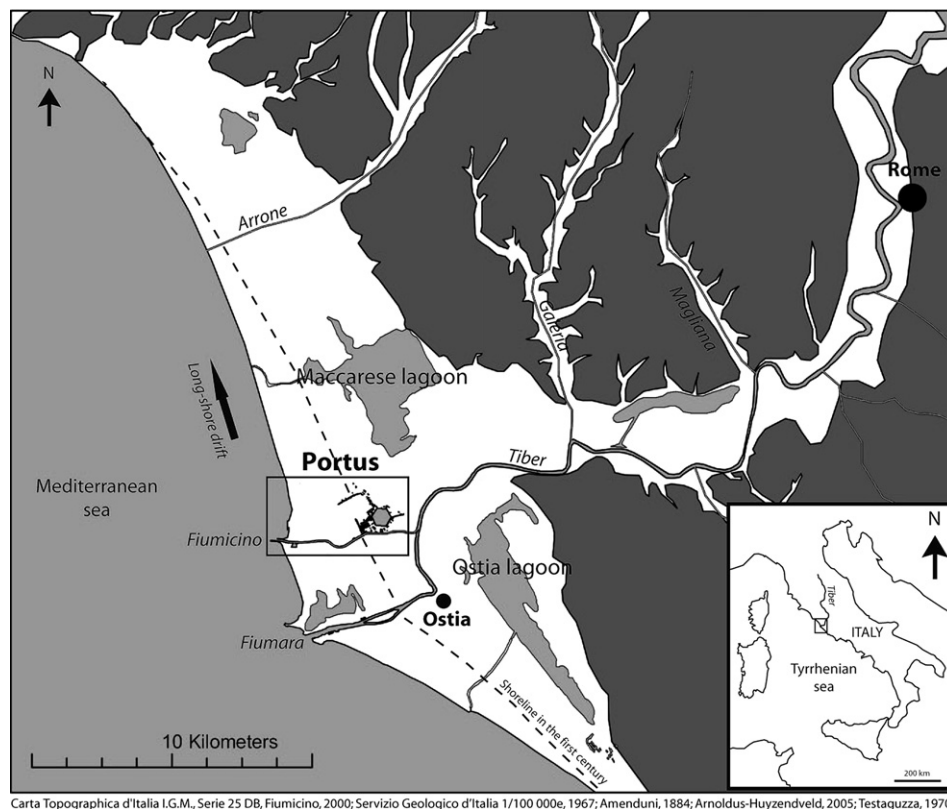 N
Rome
Arrone
Galeria
Magliana
Maccarese lagoon
Long-shore drift
Portus
Tiber
Mediterranean
sea
Fiumicino
Ostia lagoon
Ostia
Fiumara
Shoreline in the first century
10 Kilometers
N
Tiber
ITALY
Tyrrhenian
sea
200 km
Carta Topographica d'Italia I.G.M., Serie 25 DB, Fiumicino, 2000; Servizio Geologico d'Italia 1/100 000e, 1967; Amenduni, 1884; Arnoldus-Huyzendveld, 2005; Testaguzza, 1970